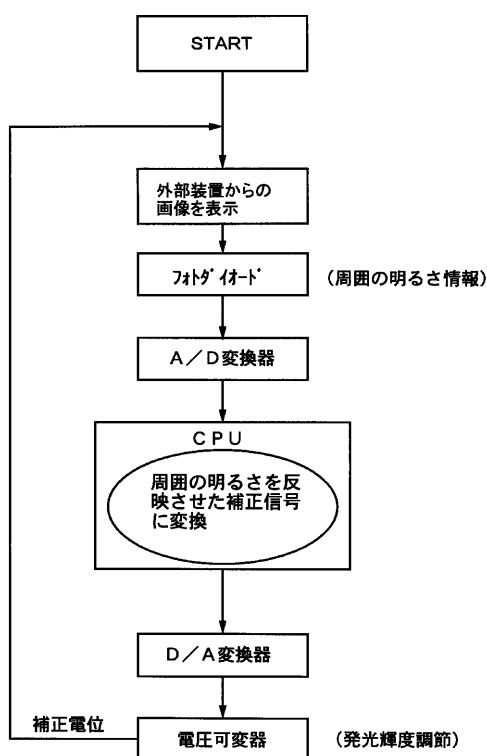 START
外部装置からの
画像を表示
ﾌｫﾄﾀﾞｲｵｰﾄﾞ
（周囲の明るさ情報）
A／D変換器
CPU
周囲の明るさを反
映させた補正信号
に変換
D／A変換器
補正電位
電圧可変器
（発光輝度調節）